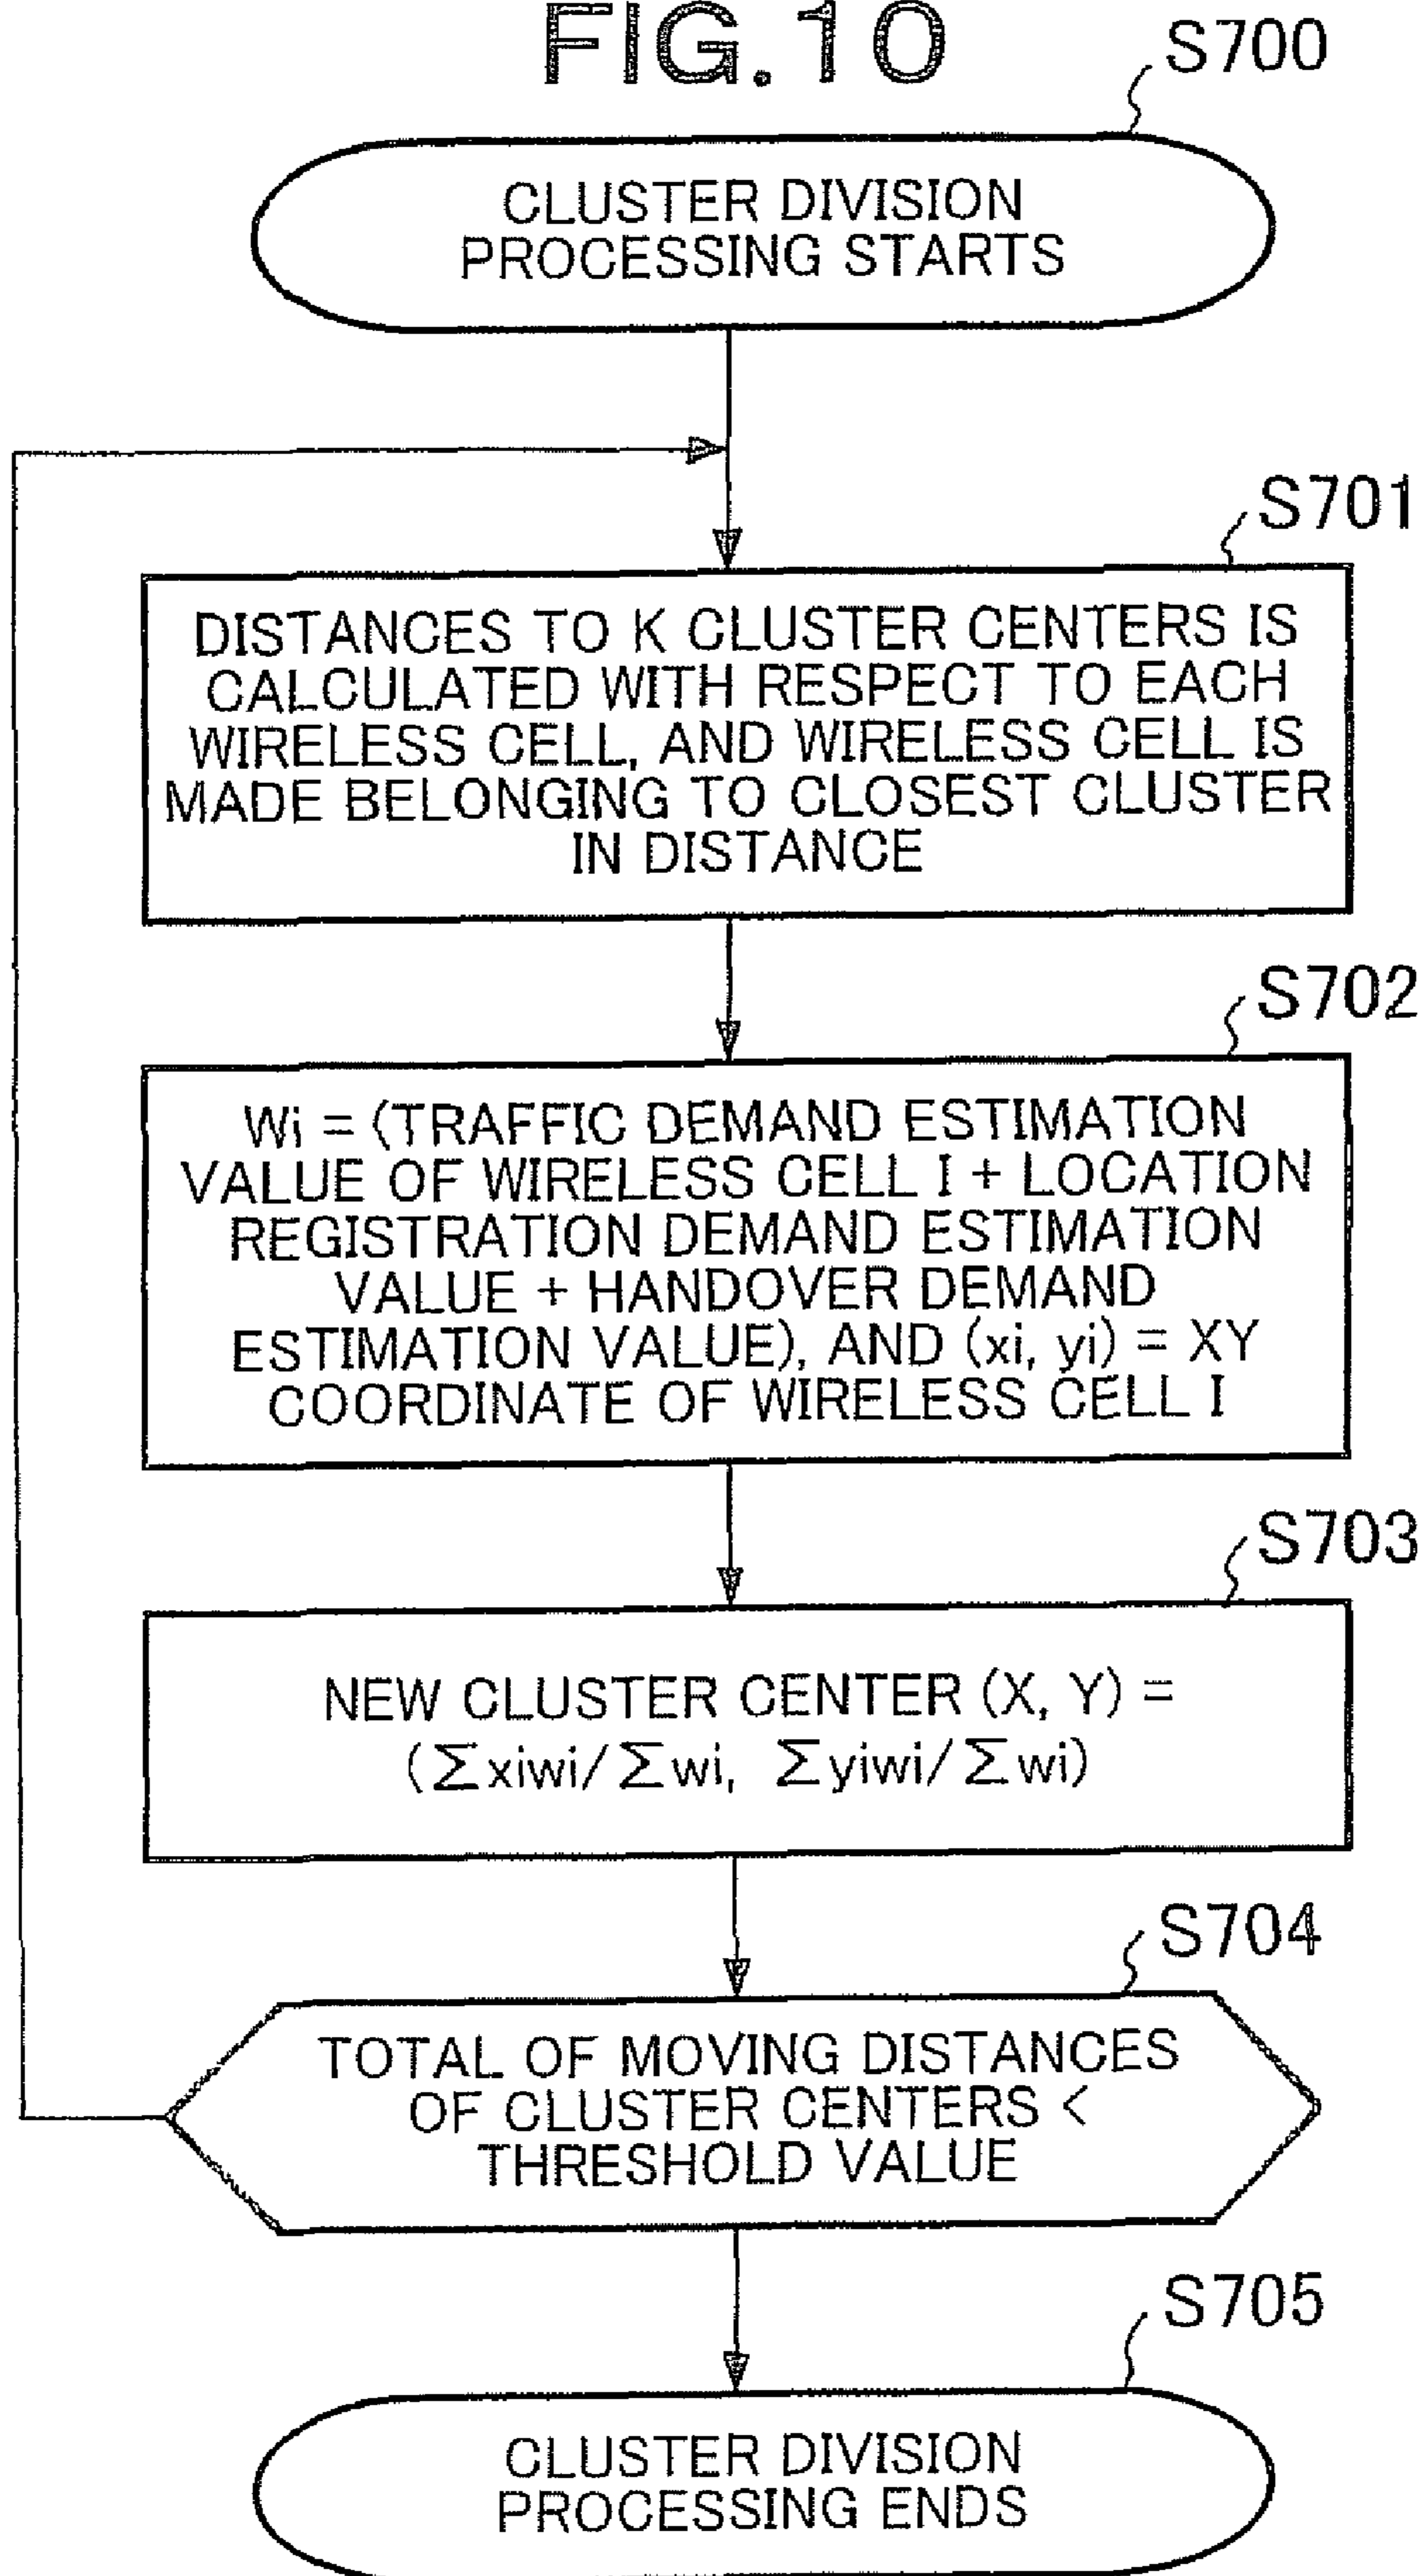 FIG.10
S700
CLUSTER DIVISION
PROCESSING STARTS
S701
DISTANCES TO K CLUSTER CENTERS IS
CALCULATED WITH RESPECT TO EACH
WIRELESS CELL, AND WIRELESS CELL IS
MADE BELONGING TO CLOSEST CLUSTER
IN DISTANCE
S702
Wi = (TRAFFIC DEMAND ESTIMATION
VALUE OF WIRELESS CELL I + LOCATION
REGISTRATION DEMAND ESTIMATION
VALUE + HANDOVER DEMAND
ESTIMATION VALUE), AND (xi, yi) = XY
COORDINATE OF WIRELESS CELL I
S703
NEW CLUSTER CENTER (X, Y) =
(Σxiwi/Σwi, Σyiwi/Σwi)
S704
TOTAL OF MOVING DISTANCES
OF CLUSTER CENTERS <
THRESHOLD VALUE
S705
CLUSTER DIVISION
PROCESSING ENDS